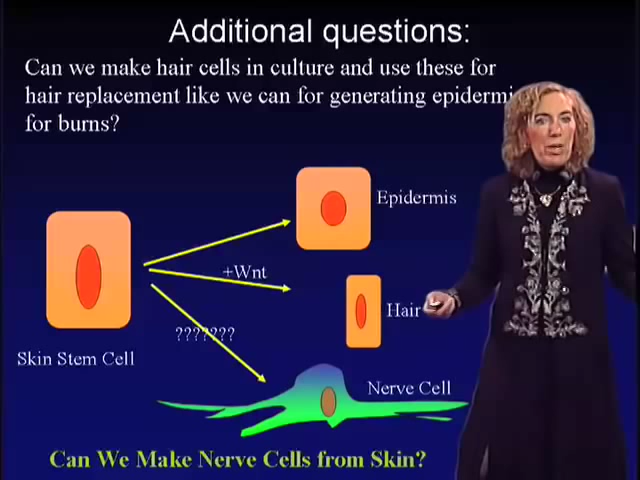 Additional questions:
Can we make hair cells in culture and use these for
hair replacement like we can for generating epidermi
for burns?
Epidermis
+Wnt
Hair
???????
Skin Stem Cell
Nerve Cell
Can We Make Nerve Cells from Skin?